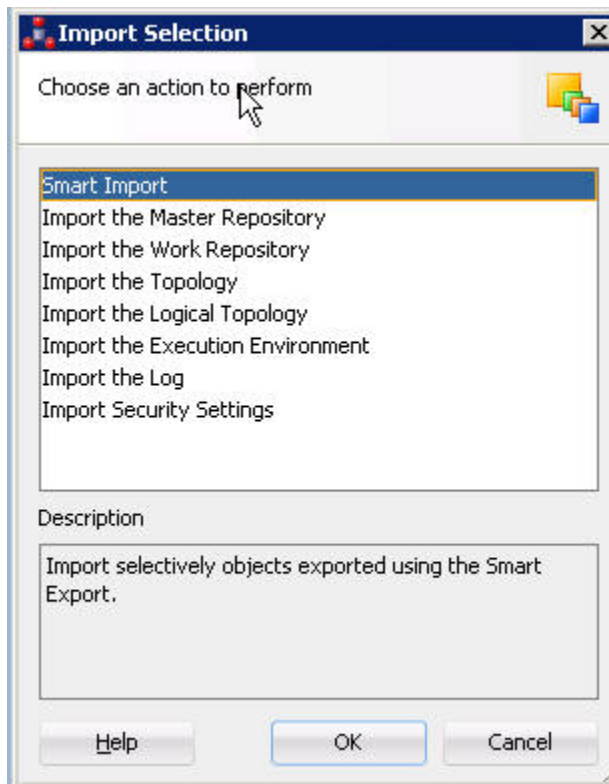 Import Selection
Choose an action to perform
Smart Import
Import the Master Repository
Import the Work Repository
Import the Topology
Import the Logical Topology
Import the Execution Environment
Import the Log
Import Security Settings
Description
Import selectively objects exported using the Smart
Export.
Help OK Cancel